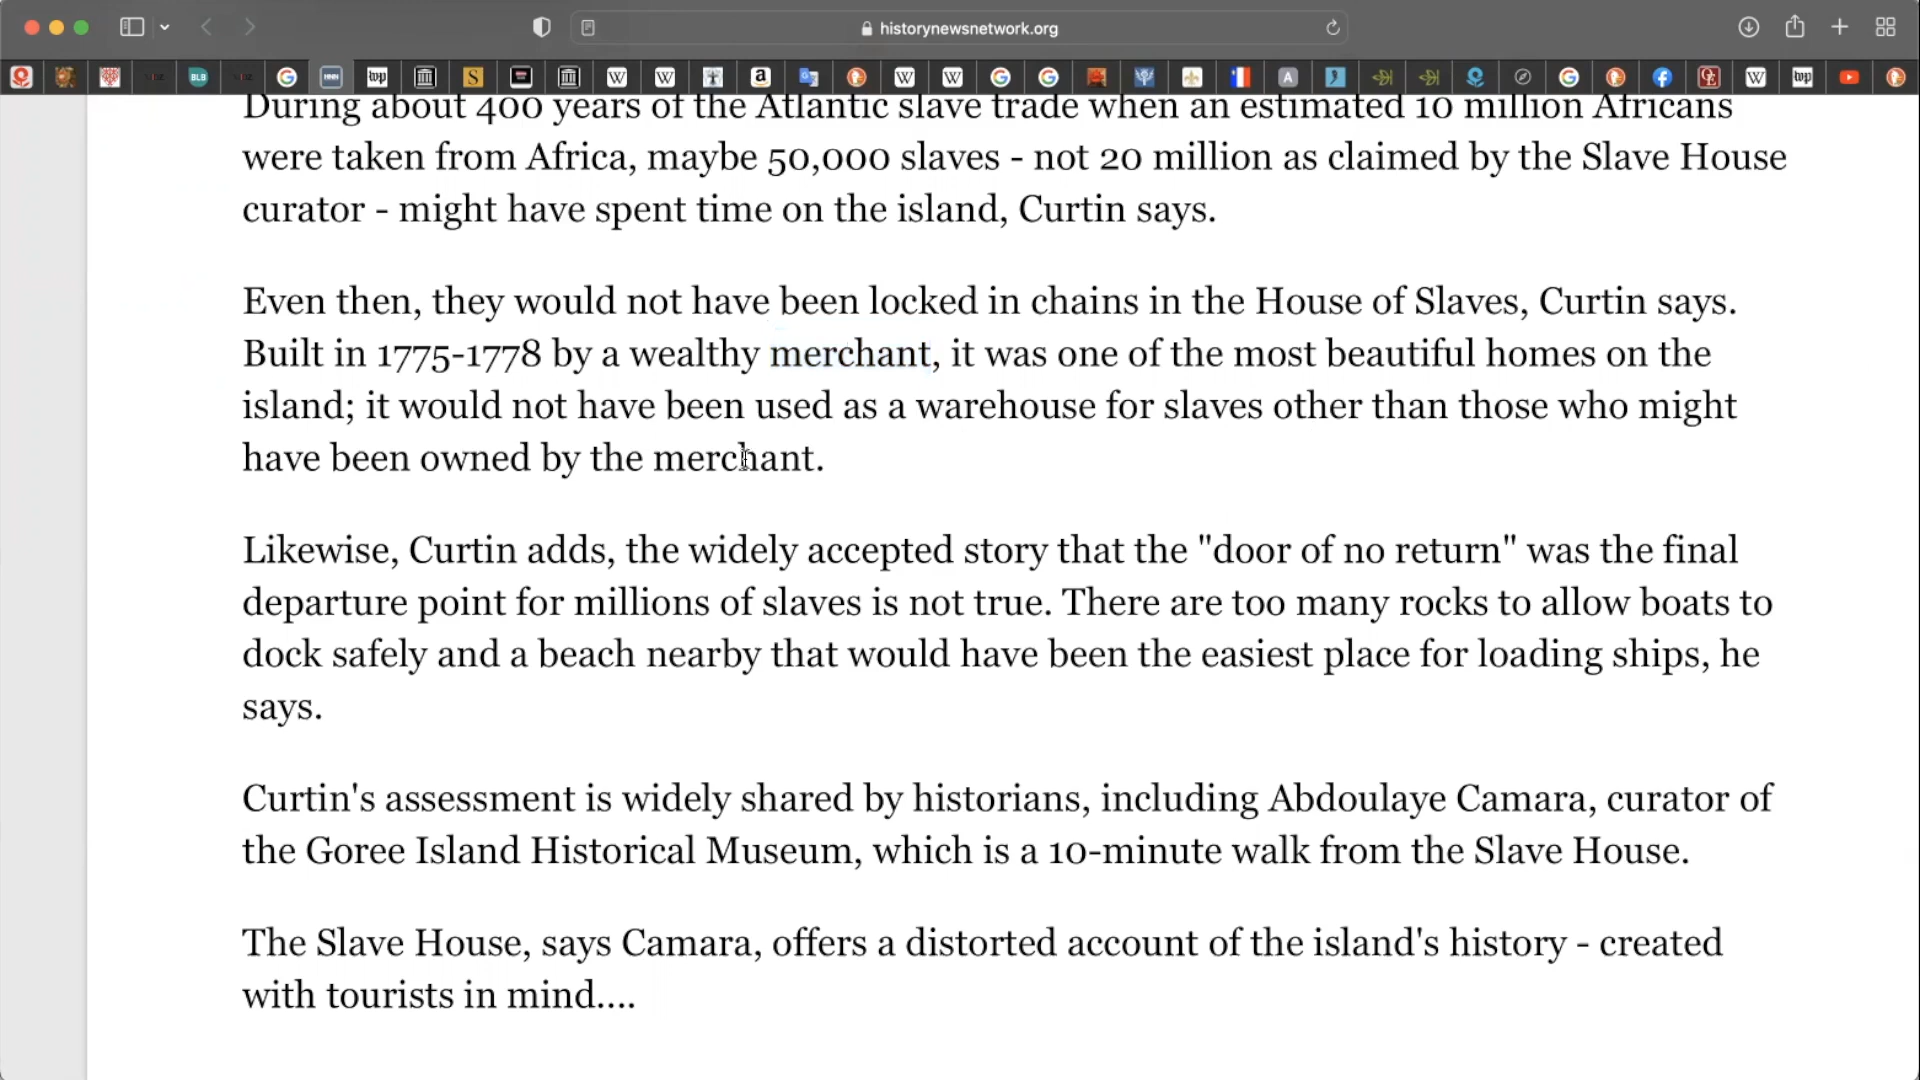 historynewsnetwork.org
During about 400 years of the Atlantic slave trade when an estimated 10 million Africans
were taken from Africa, maybe 50,000 slaves - not 20 million as claimed by the Slave House
curator - might have spent time on the island, Curtin says.
Even then, they would not have been locked in chains in the House of Slaves, Curtin says.
Built in 1775-1778 by a wealthy merchant, it was one of the most beautiful homes on the
island; it would not have been used as a warehouse for slaves other than those who might
have been owned by the merchant.
Likewise, Curtin adds, the widely accepted story that the "door of no return" was the final
departure point for millions of slaves is not true. There are too many rocks to allow boats to
dock safely and a beach nearby that would have been the easiest place for loading ships, he
says.
Curtin's assessment is widely shared by historians, including Abdoulaye Camara, curator of
the Goree Island Historical Museum, which is a 10-minute walk from the Slave House.
The Slave House, says Camara, offers a distorted account of the island's history - created
with tourists in mind....